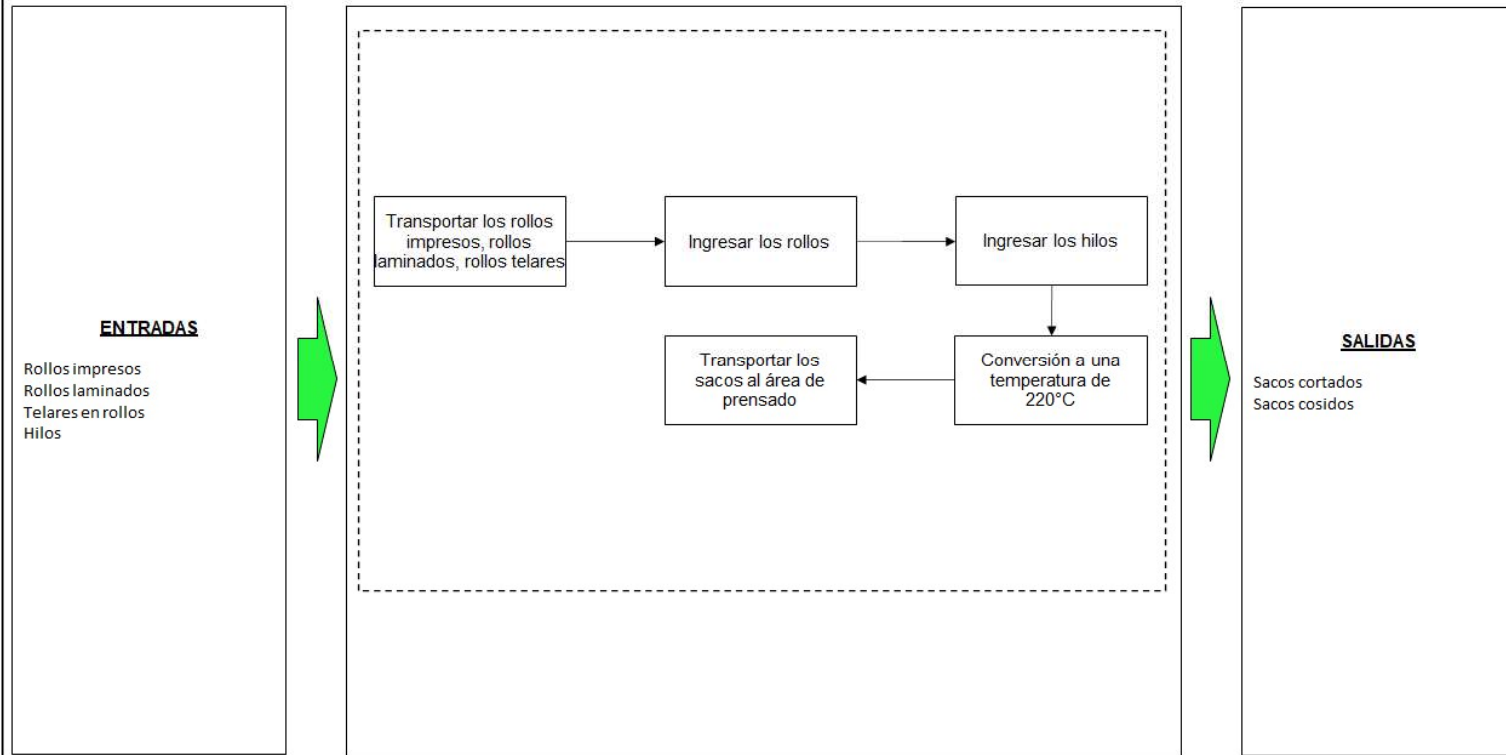 ENTRADAS
Rollos impresos
Rollos laminados
Telares en rollos
Hilos
Transportar los rollos
impresos, rollos
laminados, rollos telares
Ingresar los rollos
Ingresar los hilos
Conversión a una
temperatura de
220°C
Transportar los
sacos al área de
prensado
SALIDAS
Sacos cortados
Sacos cosidos